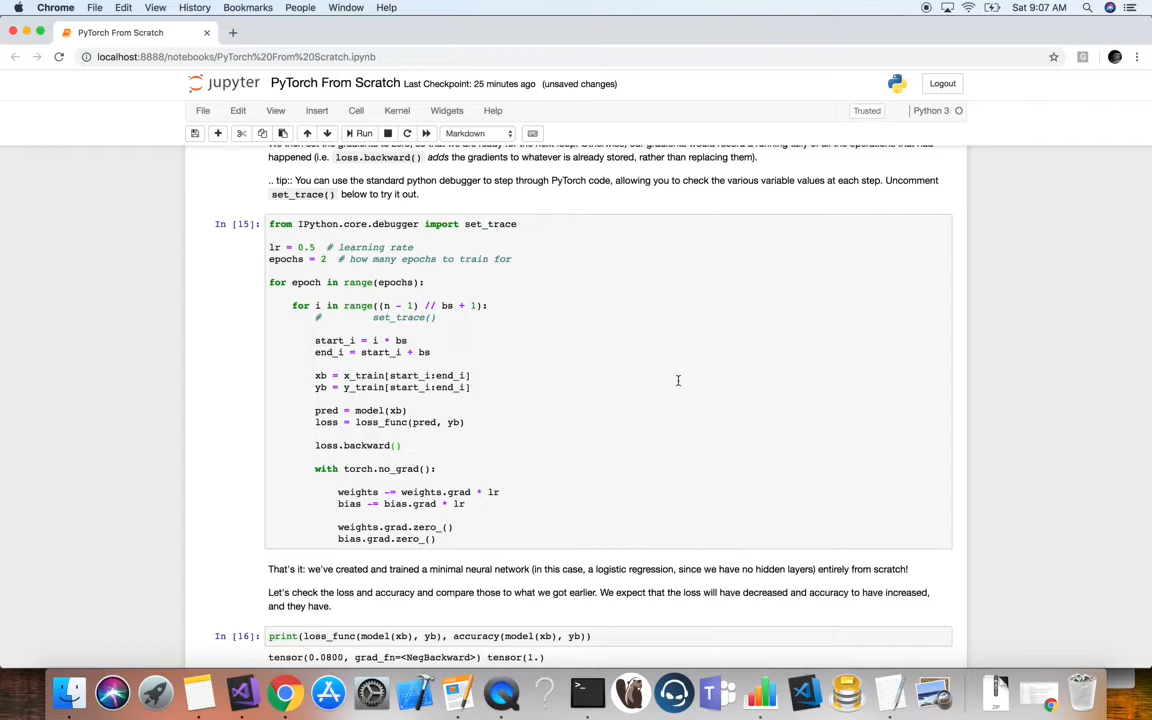 Chrome File Edit View History Bookmarks People Window Help Sat 9:07 AM
PyTorch From Scratch
localhost:8888/notebooks/PyTorch%20From%20Scratch.ipynb
jupyter PyTorch From Scratch Last Checkpoint: 25 minutes ago (unsaved changes) Logout
File Edit View Insert Cell Kernel Widgets Help Trusted Python 3
Run Markdown
happened (i.e. loss.backward() adds the gradients to whatever is already stored, rather than replacing them).
.. tip:: You can use the standard python debugger to step through PyTorch code, allowing you to check the various variable values at each step. Uncomment
set_trace() below to try it out.
In [15]: from IPython.core.debugger import set_trace
lr = 0.5 # learning rate
epochs = 2 # how many epochs to train for
for epoch in range(epochs):
for i in range((n - 1) // bs + 1):
# set_trace()
start_i = i * bs
end_i = start_i + bs
xb = x_train[start_i:end_i]
yb = y_train[start_i:end_i]
pred = model(xb)
loss = loss_func(pred, yb)
loss.backward()
with torch.no_grad():
weights -= weights.grad * lr
bias -= bias.grad * lr
weights.grad.zero_()
bias.grad.zero_()
That's it: we've created and trained a minimal neural network (in this case, a logistic regression, since we have no hidden layers) entirely from scratch!
Let's check the loss and accuracy and compare those to what we got earlier. We expect that the loss will have decreased and accuracy to have increased,
and they have.
In [16]: print(loss_func(model(xb), yb), accuracy(model(xb), yb))
tensor(0.0800, grad_fn=<NegBackward>) tensor(1.)